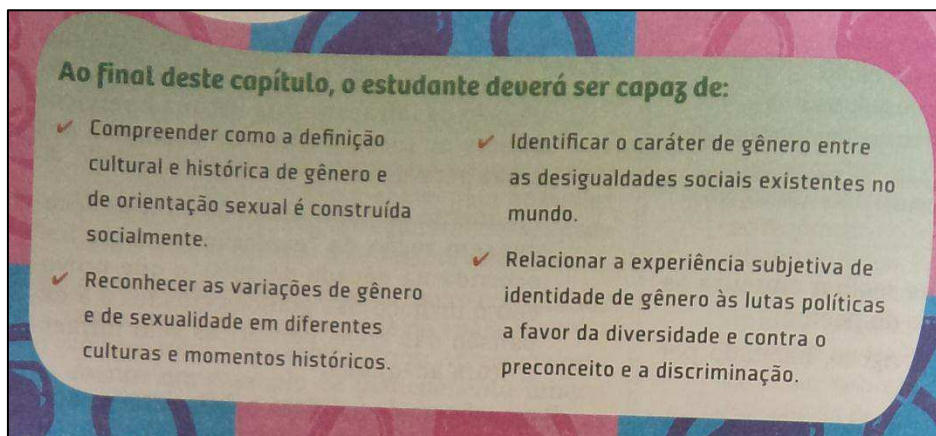 Ao final deste capítulo, o estudante deverá ser capaz de:
✔ Compreender como a definição
cultural e histórica de gênero e
de orientação sexual é construída
socialmente.
✔ Reconhecer as variações de gênero
e de sexualidade em diferentes
culturas e momentos históricos.
✔ Identificar o caráter de gênero entre
as desigualdades sociais existentes no
mundo.
✔ Relacionar a experiência subjetiva de
identidade de gênero às lutas políticas
a favor da diversidade e contra o
preconceito e a discriminação.